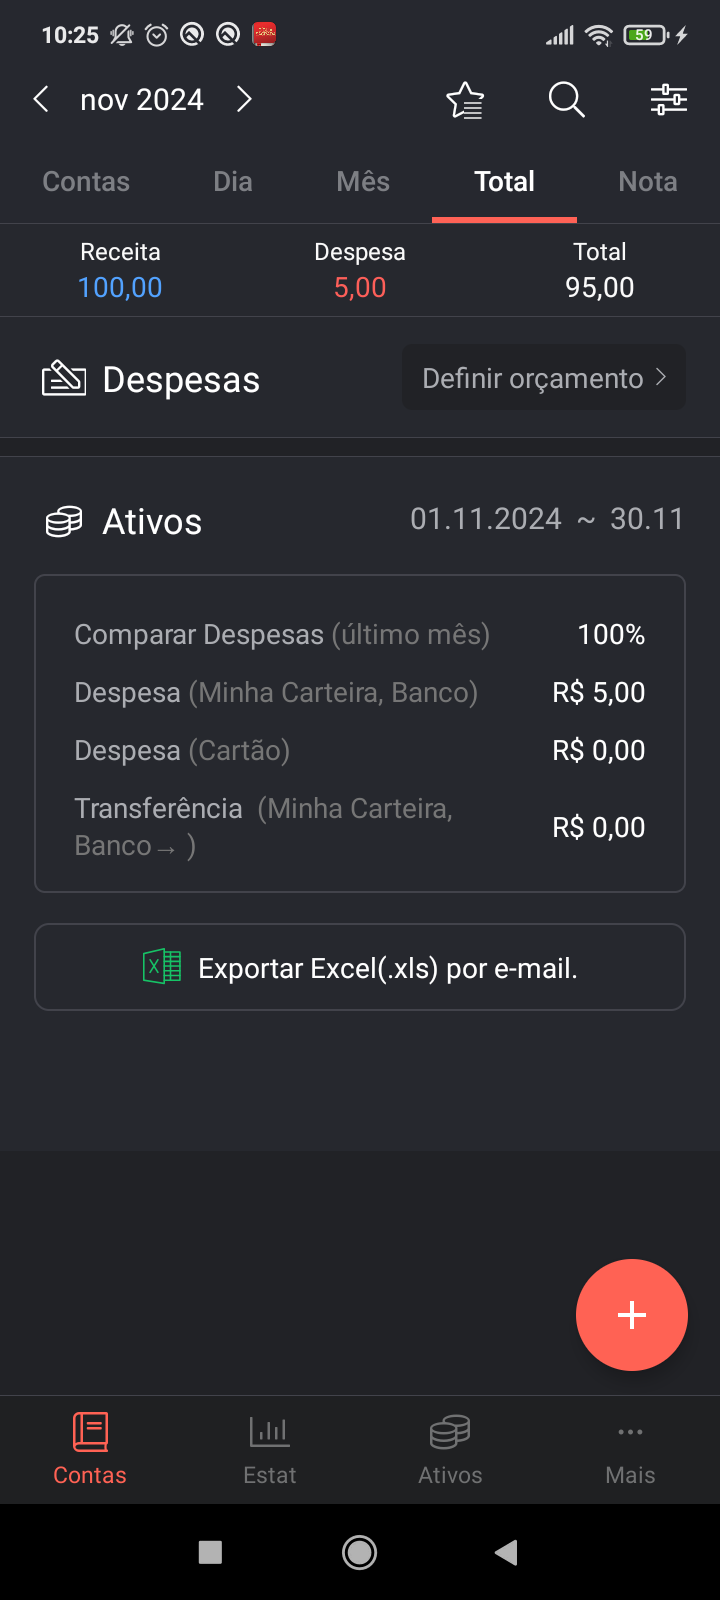 10:25
59
nov 2024
Contas Dia Mês Total Nota
Receita Despesa Total
100,00 5,00 95,00
Despesas
Definir orçamento
Ativos
01.11.2024 ~ 30.11
Comparar Despesas (último mês) 100%
Despesa (Minha Carteira, Banco) R$ 5,00
Despesa (Cartão) R$ 0,00
Transferência (Minha Carteira,
Banco→ ) R$ 0,00
X Exportar Excel(.xls) por e-mail.
+
Contas Estat Ativos Mais